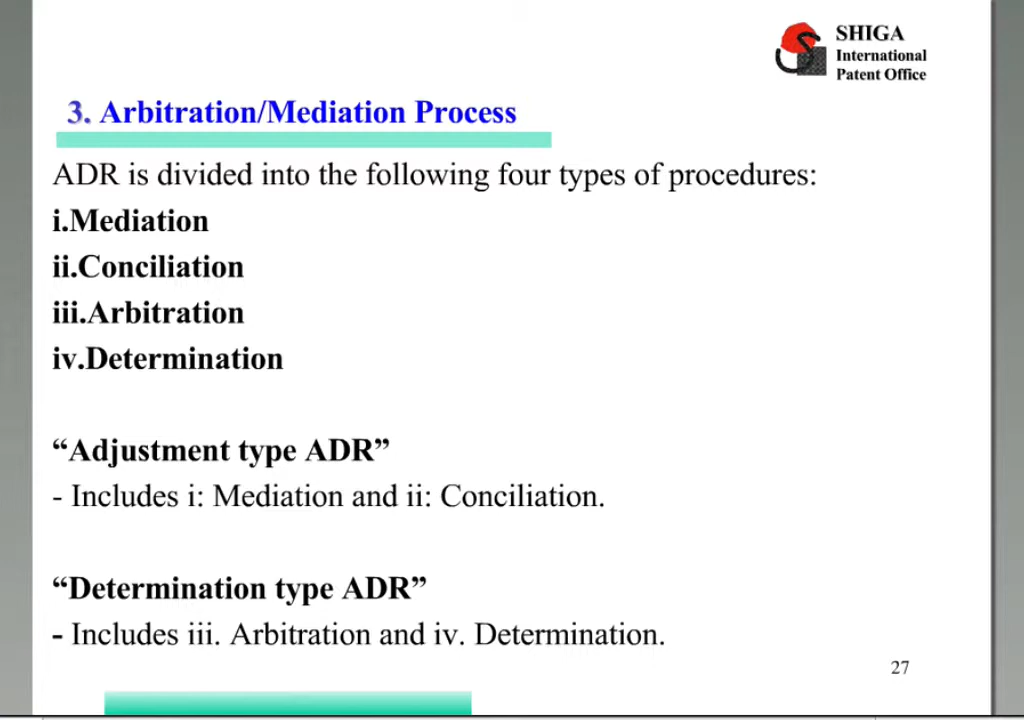 SHIGA
International
Patent Office
3. Arbitration/Mediation Process
ADR is divided into the following four types of procedures:
i.Mediation
ii.Conciliation
iii.Arbitration
iv.Determination
“Adjustment type ADR”
- Includes i: Mediation and ii: Conciliation.
“Determination type ADR”
- Includes iii. Arbitration and iv. Determination.
27